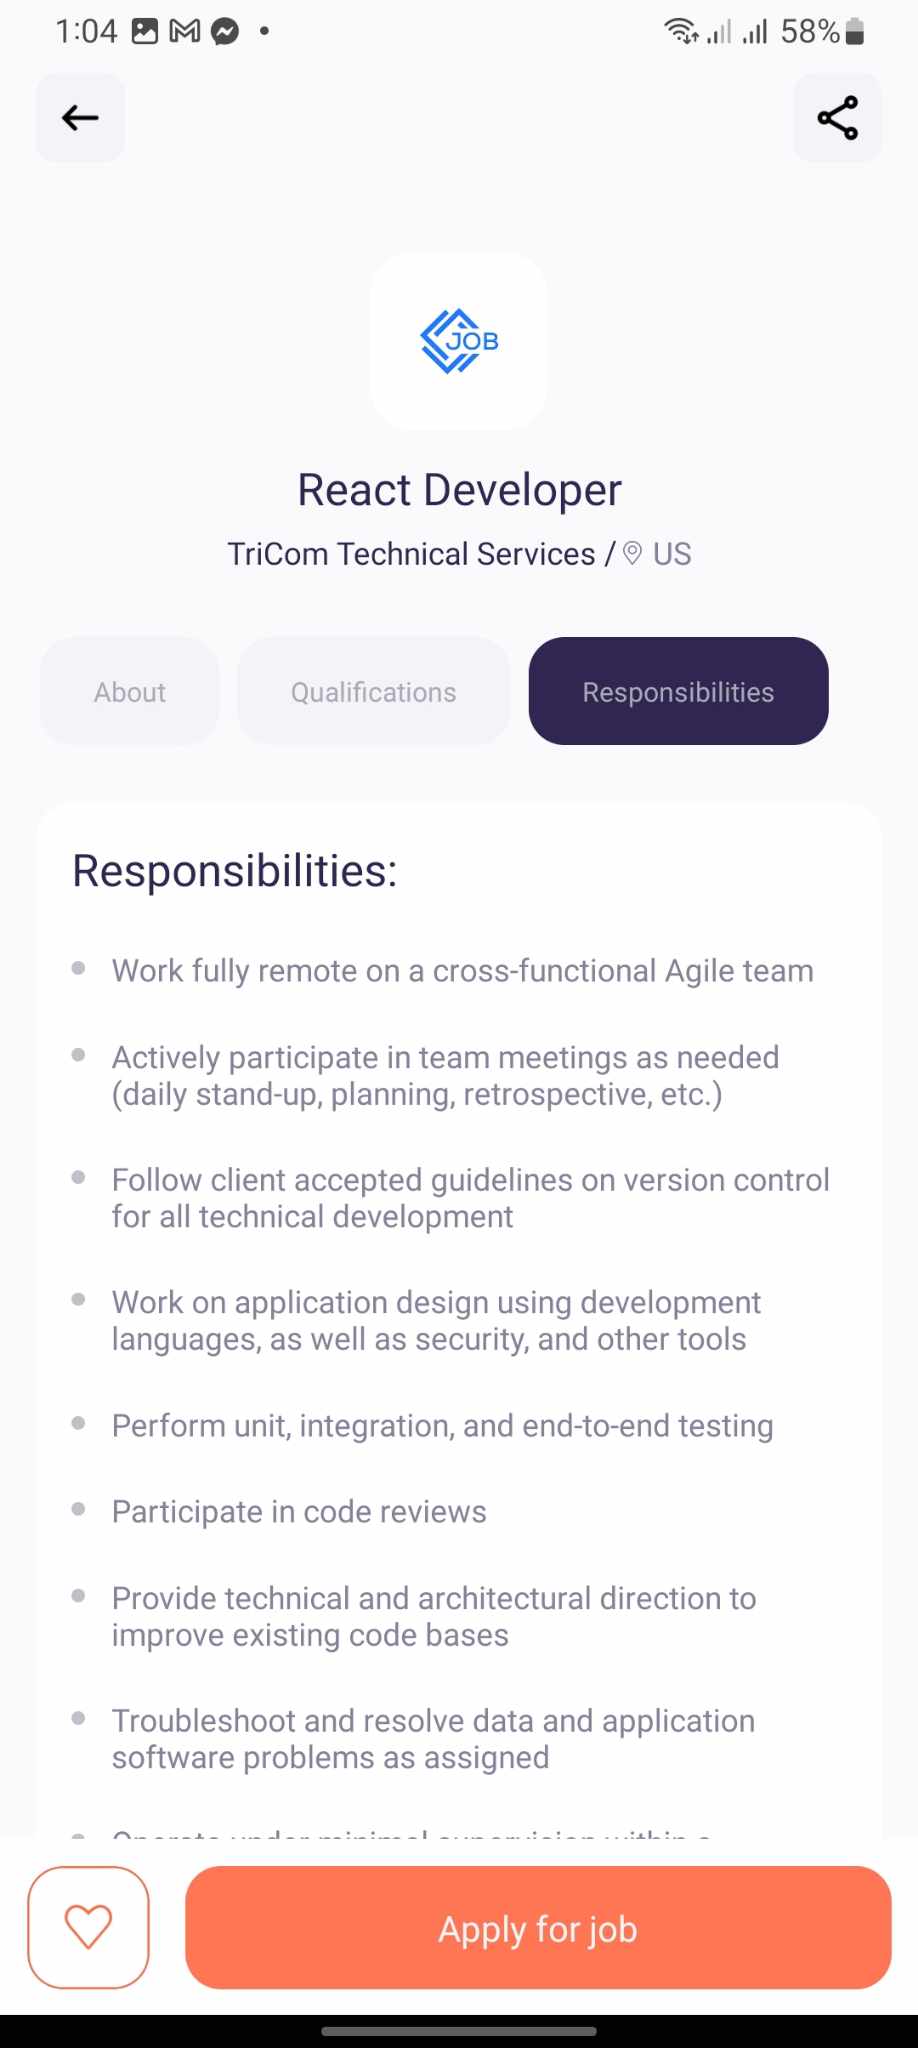 1:04
58%
JOB
React Developer
TriCom Technical Services / US
About
Qualifications
Responsibilities
Responsibilities:
Work fully remote on a cross-functional Agile team
Actively participate in team meetings as needed
(daily stand-up, planning, retrospective, etc.)
Follow client accepted guidelines on version control
for all technical development
Work on application design using development
languages, as well as security, and other tools
Perform unit, integration, and end-to-end testing
Participate in code reviews
Provide technical and architectural direction to
improve existing code bases
Troubleshoot and resolve data and application
software problems as assigned
Operate under minimal supervision within a
Apply for job